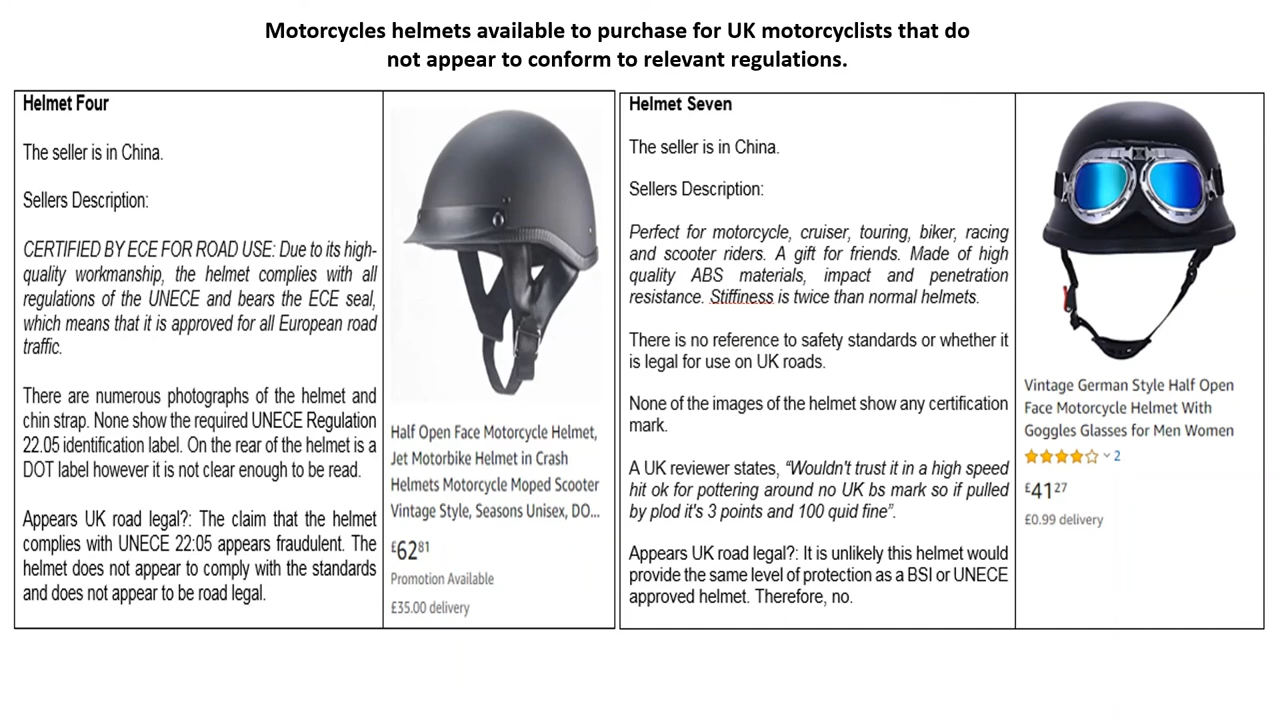 Motorcycles helmets available to purchase for UK motorcyclists that do
not appear to conform to relevant regulations.
Helmet Four
The seller is in China.
Sellers Description:
CERTIFIED BY ECE FOR ROAD USE: Due to its high-
quality workmanship, the helmet complies with all
regulations of the UNECE and bears the ECE seal,
which means that it is approved for all European road
traffic.
There are numerous photographs of the helmet and
chin strap. None show the required UNECE Regulation
22.05 identification label. On the rear of the helmet is a
DOT label however it is not clear enough to be read.
Appears UK road legal?: The claim that the helmet
complies with UNECE 22:05 appears fraudulent. The
helmet does not appear to comply with the standards
and does not appear to be road legal.
Half Open Face Motorcycle Helmet,
Jet Motorbike Helmet in Crash
Helmets Motorcycle Moped Scooter
Vintage Style, Seasons Unisex, DO...
£6281
Promotion Available
£35.00 delivery
Helmet Seven
The seller is in China.
Sellers Description:
Perfect for motorcycle, cruiser, touring, biker, racing
and scooter riders. A gift for friends. Made of high
quality ABS materials, impact and penetration
resistance. Stiffiness is twice than normal helmets.
There is no reference to safety standards or whether it
is legal for use on UK roads.
None of the images of the helmet show any certification
mark.
A UK reviewer states, “Wouldn't trust it in a high speed
hit ok for pottering around no UK bs mark so if pulled
by plod it's 3 points and 100 quid fine”.
Appears UK road legal?: It is unlikely this helmet would
provide the same level of protection as a BSI or UNECE
approved helmet. Therefore, no.
Vintage German Style Half Open
Face Motorcycle Helmet With
Goggles Glasses for Men Women
2
£4127
£0.99 delivery